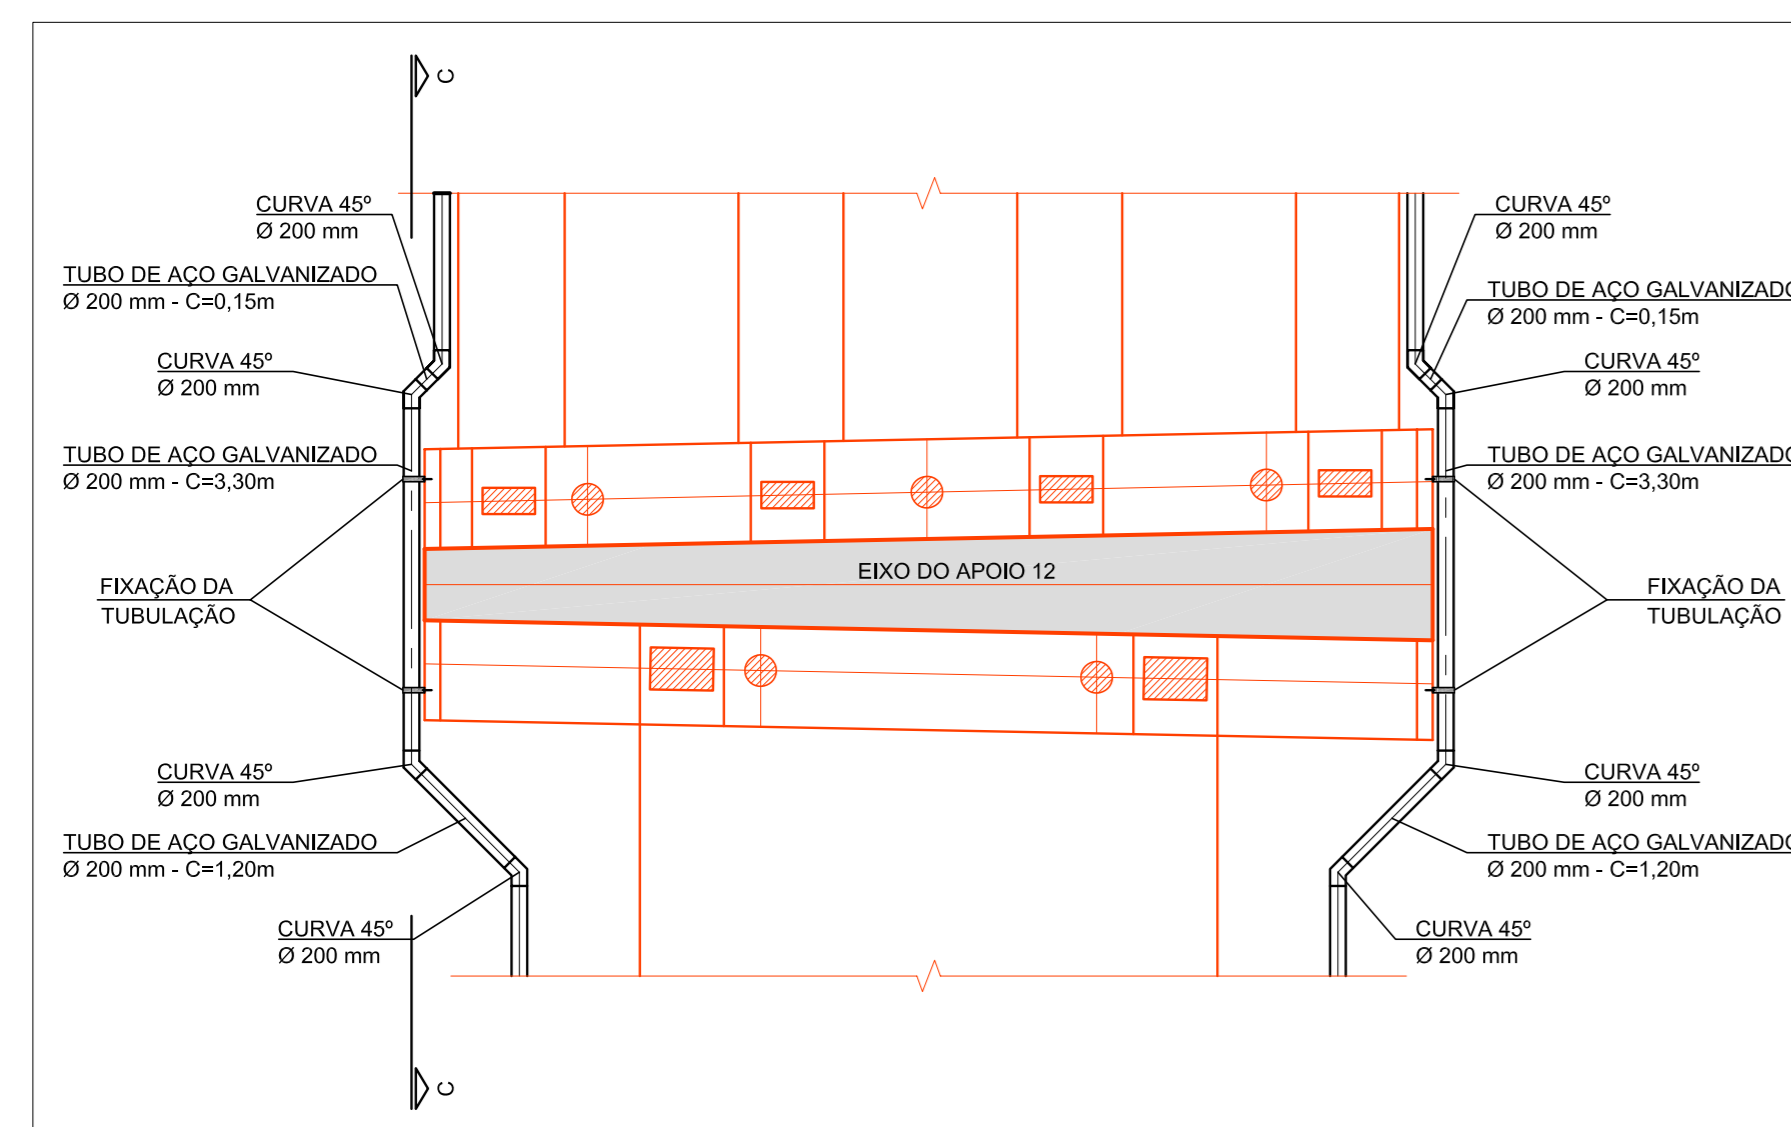 C
CURVA 45º
Ø 200 mm
TUBO DE AÇO GALVANIZADO
Ø 200 mm - C=0,15m
CURVA 45º
Ø 200 mm
TUBO DE AÇO GALVANIZADO
Ø 200 mm - C=3,30m
FIXAÇÃO DA
TUBULAÇÃO
CURVA 45º
Ø 200 mm
TUBO DE AÇO GALVANIZADO
Ø 200 mm - C=1,20m
CURVA 45º
Ø 200 mm
C
EIXO DO APOIO 12
CURVA 45º
Ø 200 mm
TUBO DE AÇO GALVANIZADO
Ø 200 mm - C=0,15m
CURVA 45º
Ø 200 mm
TUBO DE AÇO GALVANIZADO
Ø 200 mm - C=3,30m
FIXAÇÃO DA
TUBULAÇÃO
CURVA 45º
Ø 200 mm
TUBO DE AÇO GALVANIZADO
Ø 200 mm - C=1,20m
CURVA 45º
Ø 200 mm